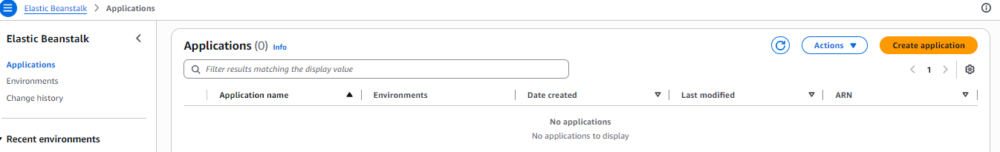 Elastic Beanstalk > Applications
Elastic Beanstalk
Applications (0) Info
Actions
Create application
Applications
Environments
Change history
Filter results matching the display value
1
Application name Environments Date created Last modified ARN
No applications
No applications to display
Recent environments